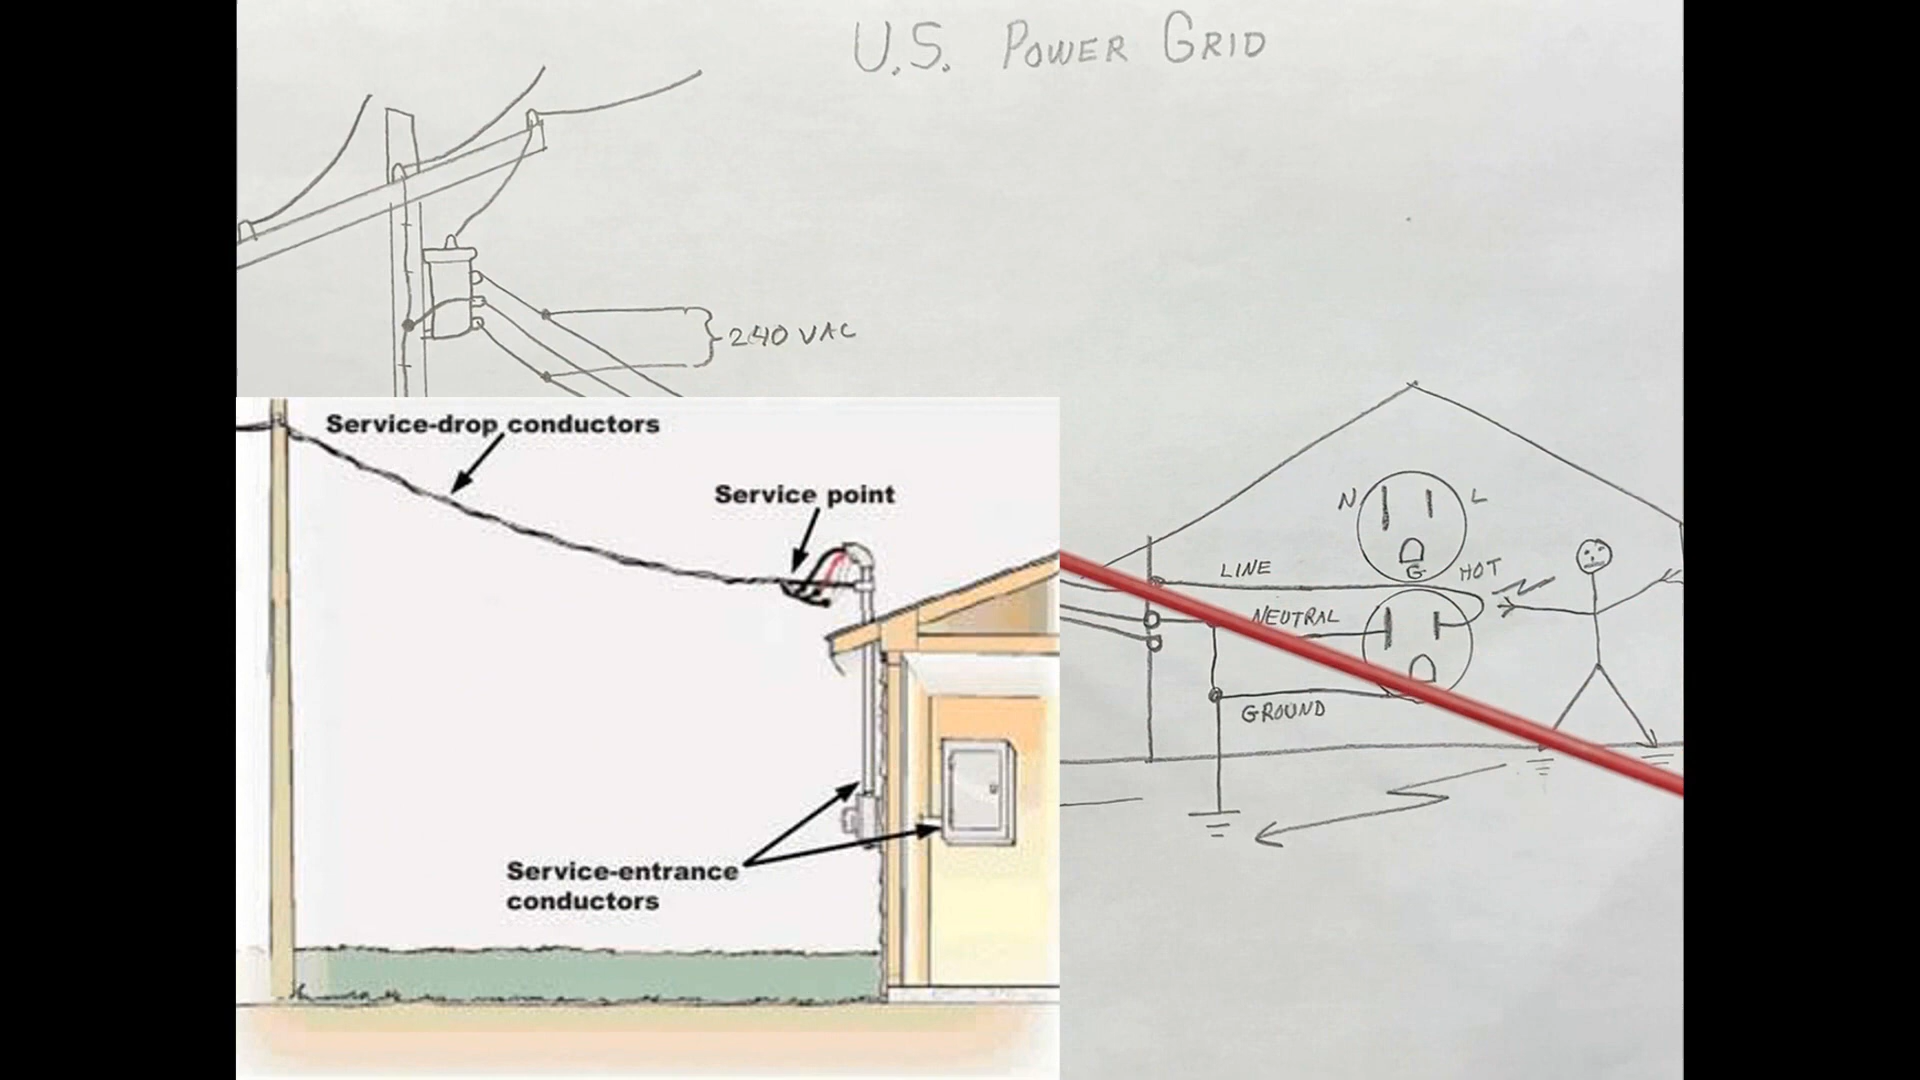 U.S. POWER GRID
240 VAC
Service-drop conductors
Service point
Service-entrance
conductors
N
L
G
LINE
HOT
NEUTRAL
GROUND